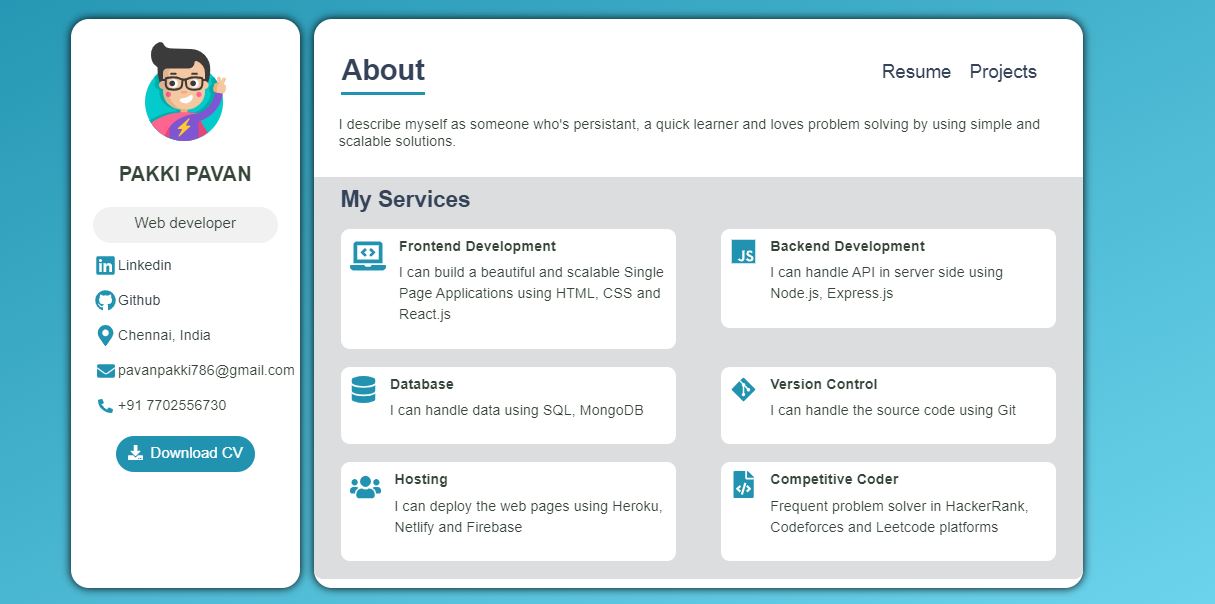 PAKKI PAVAN
Web developer
Linkedin
Github
Chennai, India
pavanpakki786@gmail.com
+91 7702556730
Download CV
About
Resume
Projects
I describe myself as someone who's persistant, a quick learner and loves problem solving by using simple and
scalable solutions.
My Services
Frontend Development
I can build a beautiful and scalable Single
Page Applications using HTML, CSS and
React.js
JS
Backend Development
I can handle API in server side using
Node.js, Express.js
Database
I can handle data using SQL, MongoDB
Version Control
I can handle the source code using Git
Hosting
I can deploy the web pages using Heroku,
Netlify and Firebase
Competitive Coder
Frequent problem solver in HackerRank,
Codeforces and Leetcode platforms